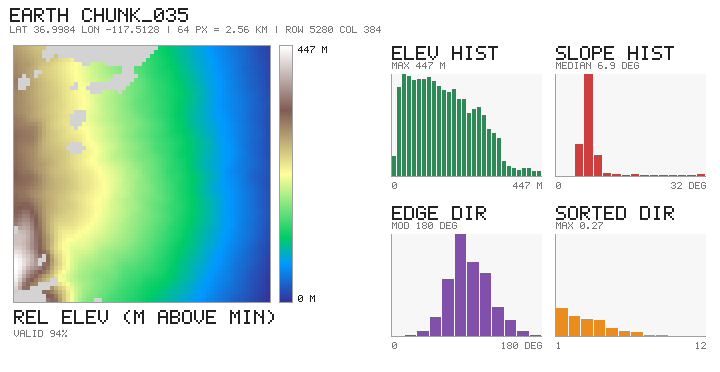 EARTH CHUNK_035
LAT 36.9984 LON -117.5128 | 64 PX = 2.56 KM | ROW 5280 COL 384
447 M
0 M
REL ELEV (M ABOVE MIN)
VALID 94%
ELEV HIST
MAX 447 M
0 447 M
SLOPE HIST
MEDIAN 6.9 DEG
0 32 DEG
EDGE DIR
MOD 180 DEG
0 180 DEG
SORTED DIR
MAX 0.27
1 12